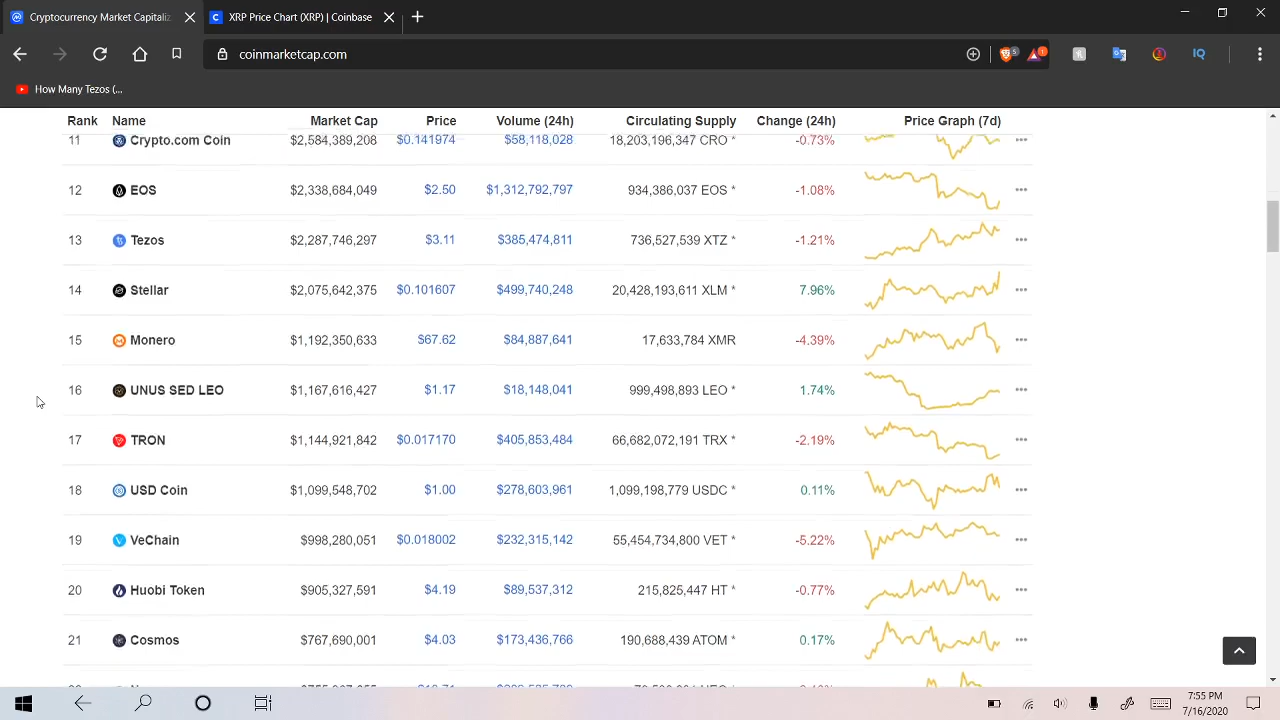 Cryptocurrency Market Capitaliz
XRP Price Chart (XRP) | Coinbase
coinmarketcap.com
5
1
IQ
How Many Tezos (...
Rank Name Market Cap Price Volume (24h) Circulating Supply Change (24h) Price Graph (7d)
11 Crypto.com Coin $2,584,389,208 $0.141974 $58,118,028 18,203,196,347 CRO * -0.73%
12 EOS $2,338,684,049 $2.50 $1,312,792,797 934,386,037 EOS * -1.08%
13 Tezos $2,287,746,297 $3.11 $385,474,811 736,527,539 XTZ * -1.21%
14 Stellar $2,075,642,375 $0.101607 $499,740,248 20,428,193,611 XLM * 7.96%
15 Monero $1,192,350,633 $67.62 $84,887,641 17,633,784 XMR -4.39%
16 UNUS SED LEO $1,167,616,427 $1.17 $18,148,041 999,498,893 LEO * 1.74%
17 TRON $1,144,921,842 $0.017170 $405,853,484 66,682,072,191 TRX * -2.19%
18 USD Coin $1,099,548,702 $1.00 $278,603,961 1,099,198,779 USDC * 0.11%
19 VeChain $998,280,051 $0.018002 $232,315,142 55,454,734,800 VET * -5.22%
20 Huobi Token $905,327,591 $4.19 $89,537,312 215,825,447 HT * -0.77%
21 Cosmos $767,690,001 $4.03 $173,436,766 190,688,439 ATOM * 0.17%
7:55 PM
7/16/2020